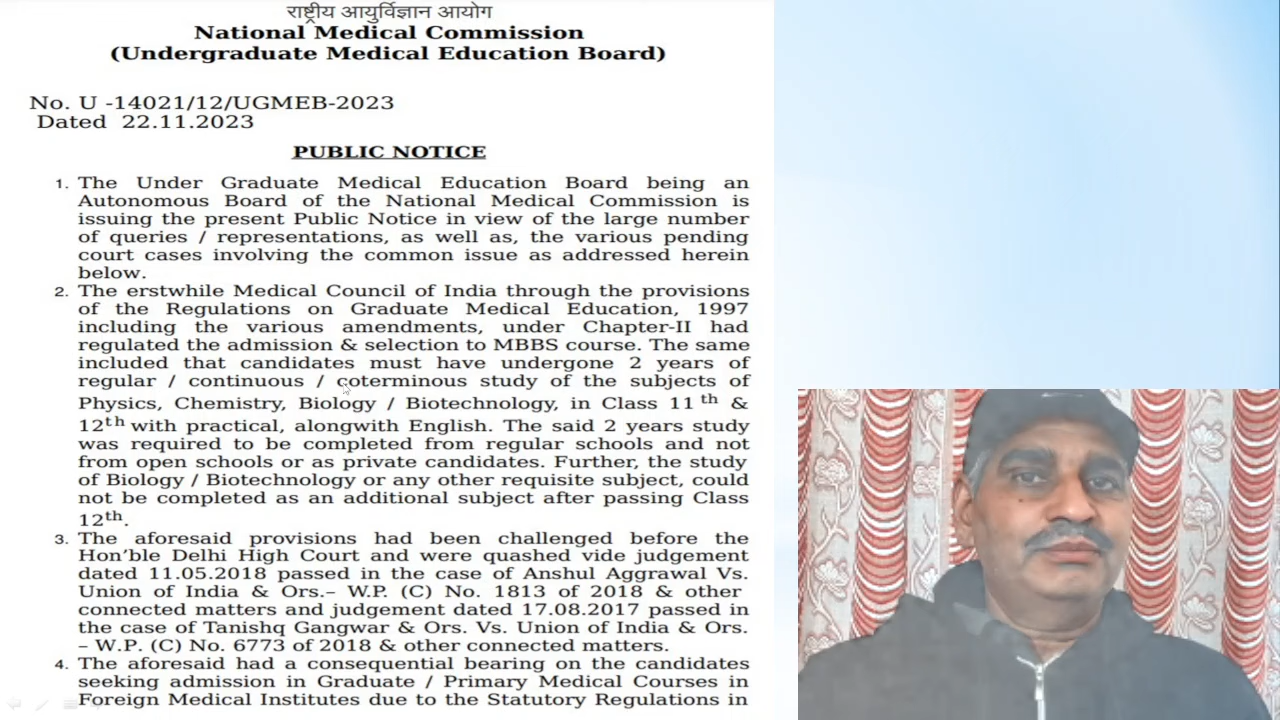 राष्ट्रीय आयुर्विज्ञान आयोग
National Medical Commission
(Undergraduate Medical Education Board)
No. U -14021/12/UGMEB-2023
Dated 22.11.2023
PUBLIC NOTICE
1. The Under Graduate Medical Education Board being an
Autonomous Board of the National Medical Commission is
issuing the present Public Notice in view of the large number
of queries / representations, as well as, the various pending
court cases involving the common issue as addressed herein
below.
2. The erstwhile Medical Council of India through the provisions
of the Regulations on Graduate Medical Education, 1997
including the various amendments, under Chapter-II had
regulated the admission & selection to MBBS course. The same
included that candidates must have undergone 2 years of
regular / continuous / coterminous study of the subjects of
Physics, Chemistry, Biology / Biotechnology, in Class 11 th &
12th with practical, alongwith English. The said 2 years study
was required to be completed from regular schools and not
from open schools or as private candidates. Further, the study
of Biology / Biotechnology or any other requisite subject, could
not be completed as an additional subject after passing Class
12th.
3. The aforesaid provisions had been challenged before the
Hon’ble Delhi High Court and were quashed vide judgement
dated 11.05.2018 passed in the case of Anshul Aggrawal Vs.
Union of India & Ors.– W.P. (C) No. 1813 of 2018 & other
connected matters and judgement dated 17.08.2017 passed in
the case of Tanishq Gangwar & Ors. Vs. Union of India & Ors.
– W.P. (C) No. 6773 of 2018 & other connected matters.
4. The aforesaid had a consequential bearing on the candidates
seeking admission in Graduate / Primary Medical Courses in
Foreign Medical Institutes due to the Statutory Regulations in